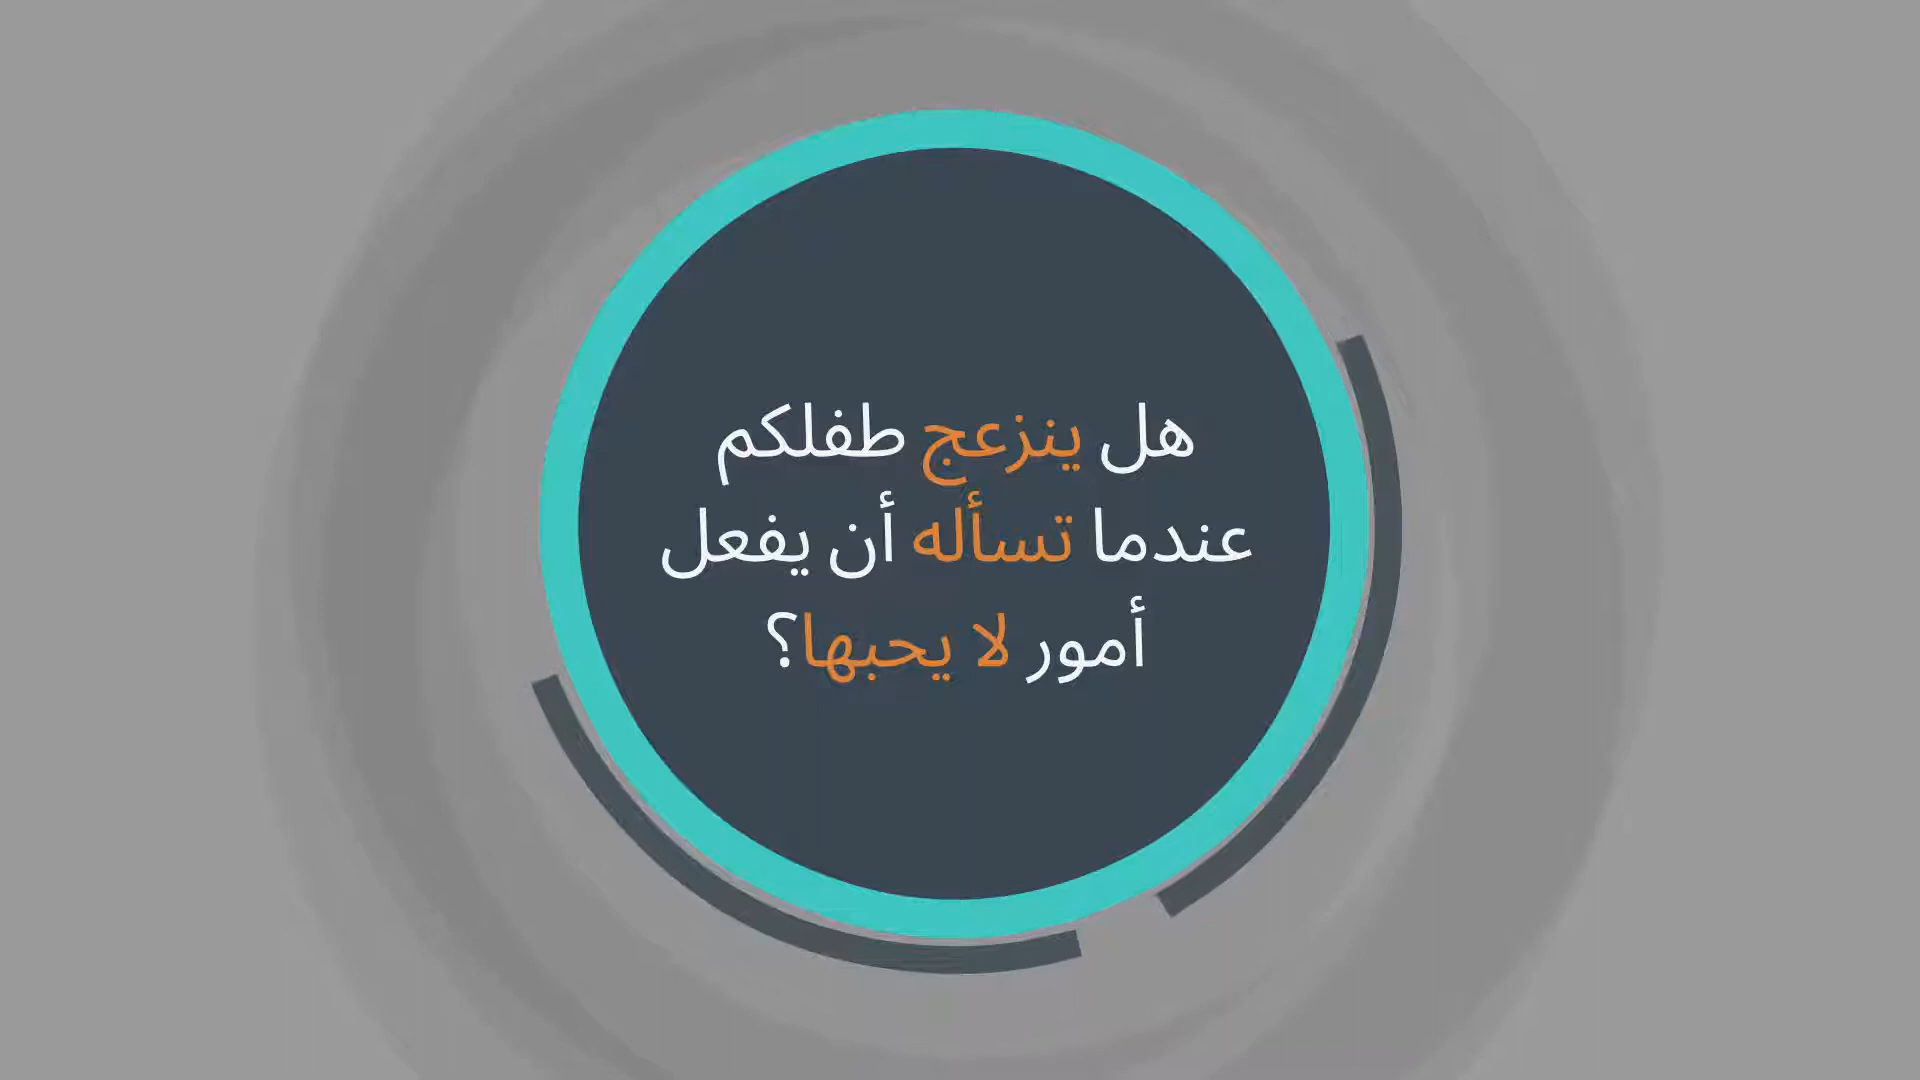 هل ينزعج طفلكم
عندما تسأله أن يفعل
أمور لا يحبها؟